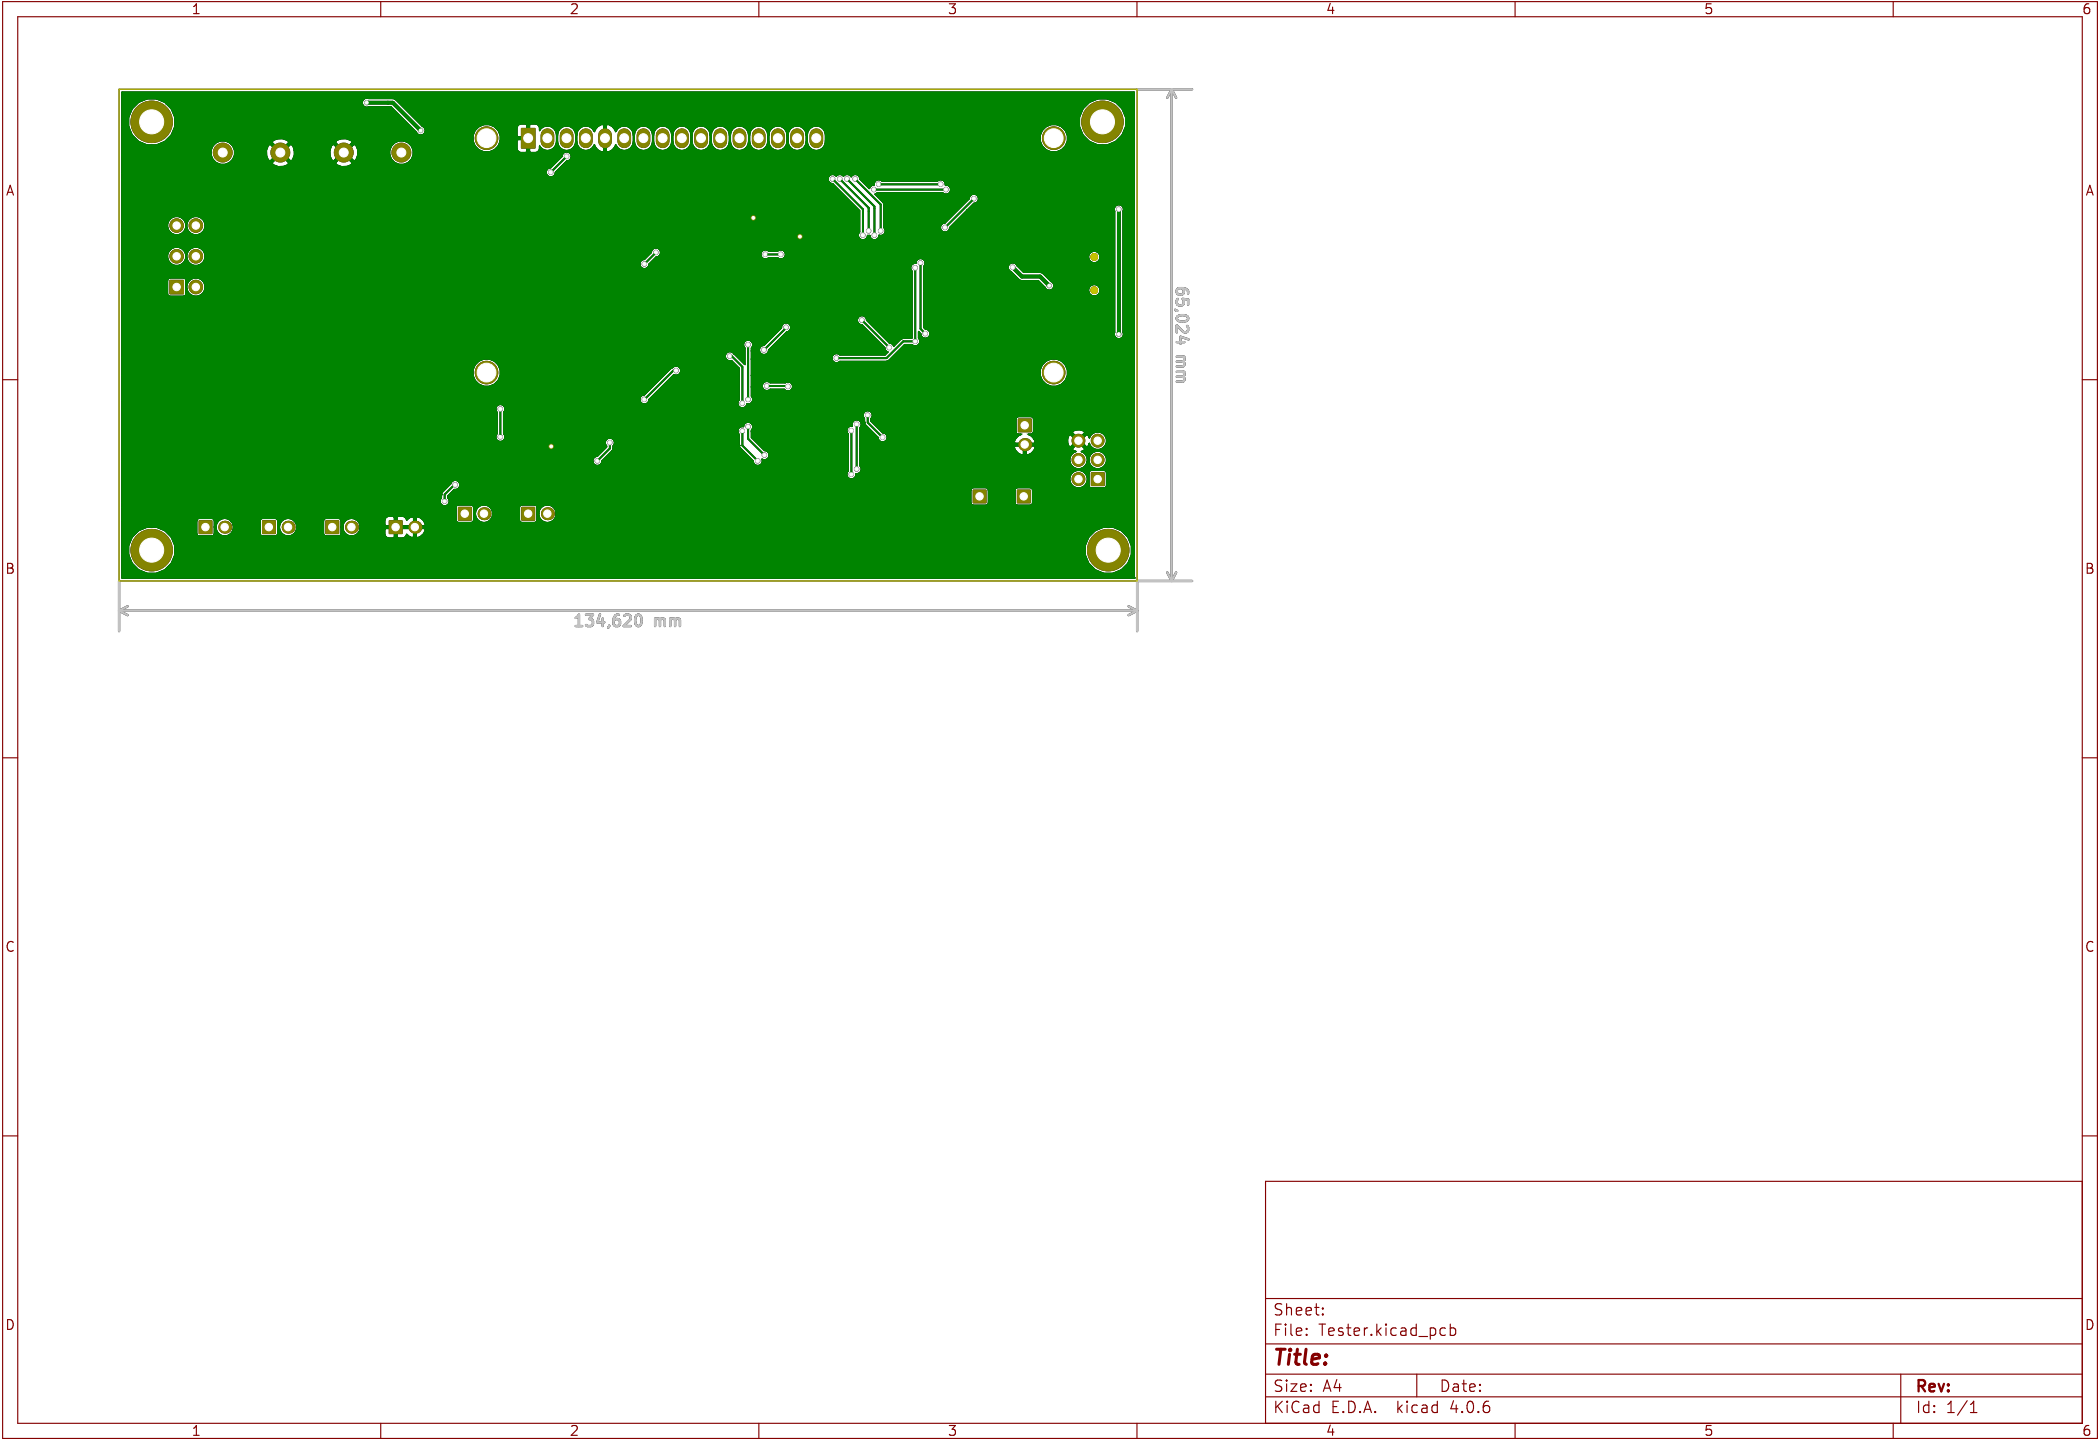 1 2 3 4 5 6
A A
65,024 mm
B B
134,620 mm
C C
Sheet:
File: Tester.kicad_pcb
D D
Title:
Size: A4 Date: Rev:
KiCad E.D.A. kicad 4.0.6 Id: 1/1
1 2 3 4 5 6